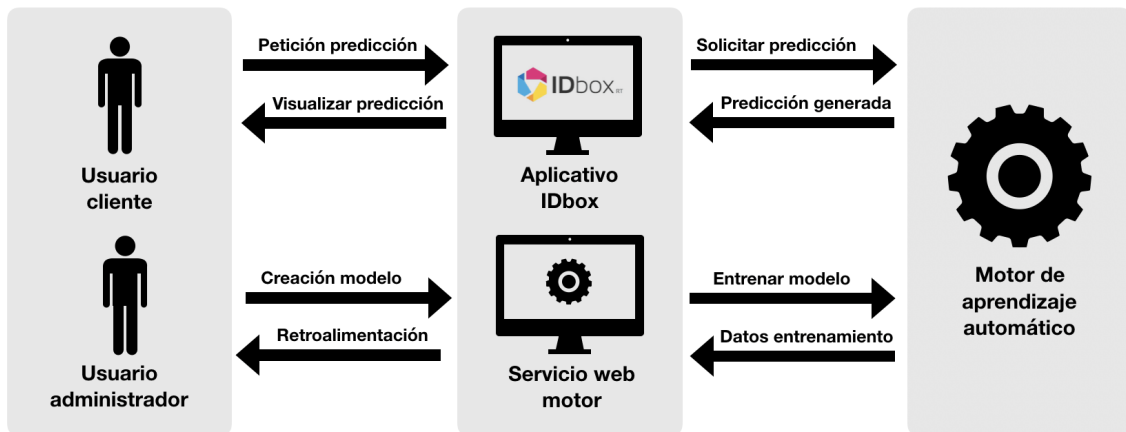 Petición predicción
Visualizar predicción
Usuario
cliente
IDbox RT
Aplicativo
IDbox
Solicitar predicción
Predicción generada
Creación modelo
Retroalimentación
Usuario
administrador
Servicio web
motor
Entrenar modelo
Datos entrenamiento
Motor de
aprendizaje
automático